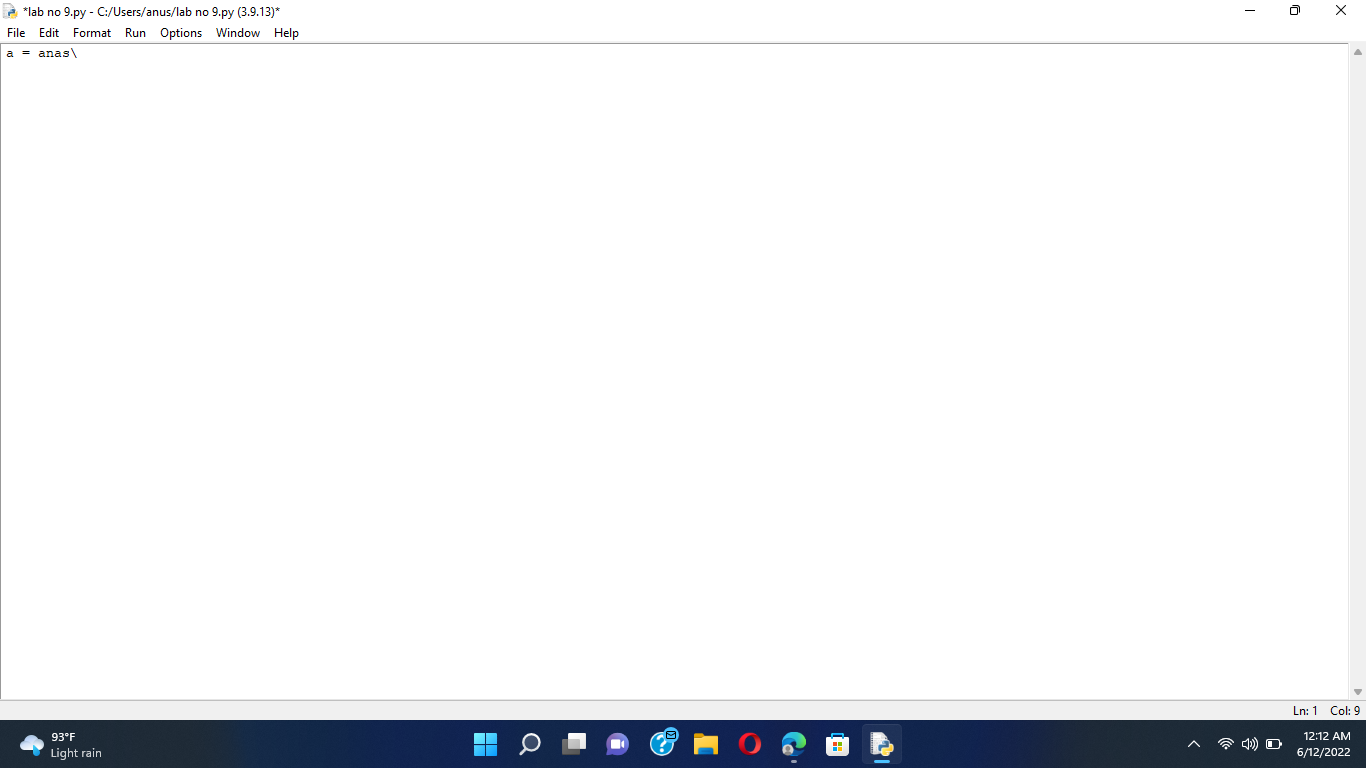 *lab no 9.py - C:/Users/anus/lab no 9.py (3.9.13)*
File Edit Format Run Options Window Help
a = anas\
Ln: 1 Col: 9
93°F
Light rain
12:12 AM
6/12/2022